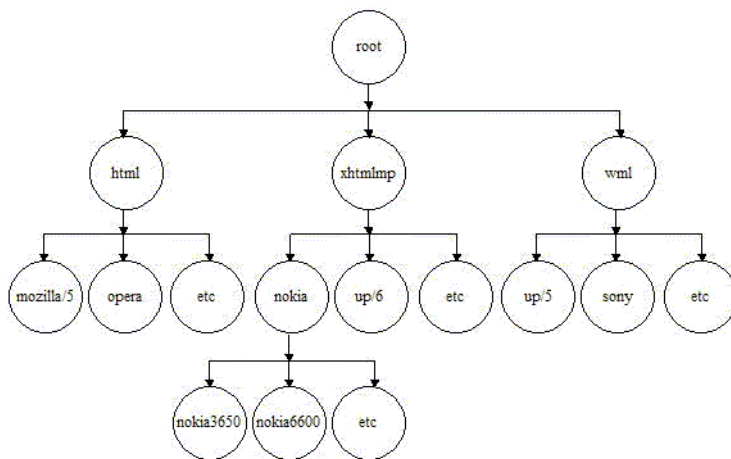 root
html xhtmlmp wml
mozilla/5 opera etc nokia up/6 etc up/5 sony etc
nokia3650 nokia6600 etc